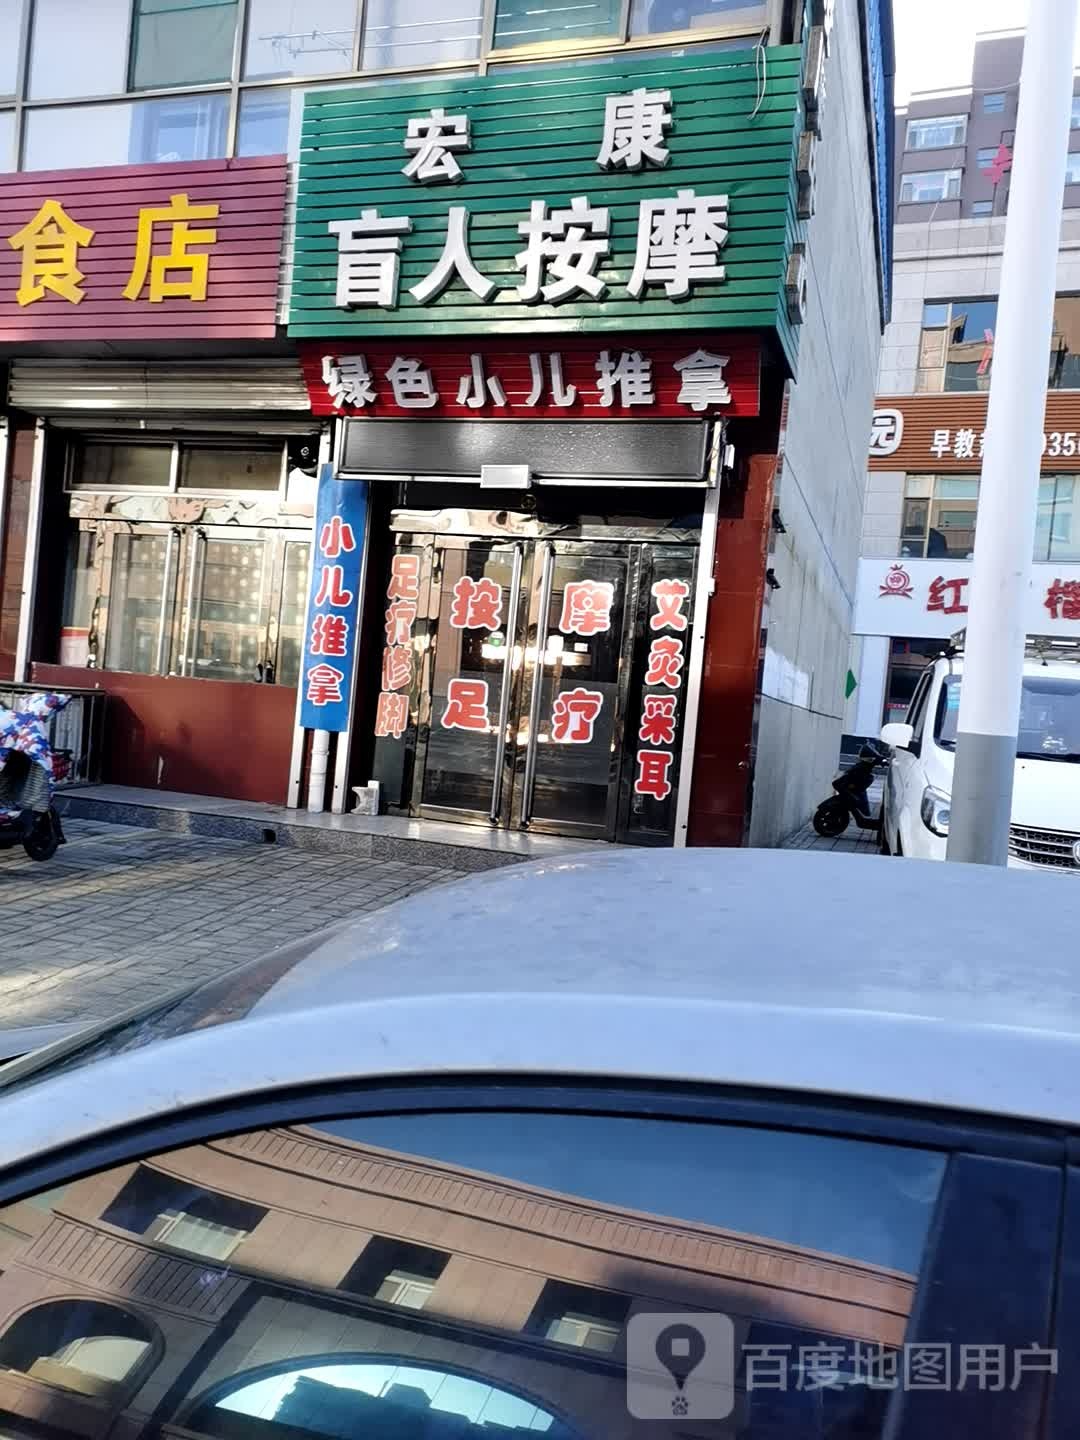 宏康
盲人按摩
食店
绿色小儿推拿
小儿推拿
足疗修脚
按摩
足疗
艾灸采耳
园
早教
红
百度地图用户